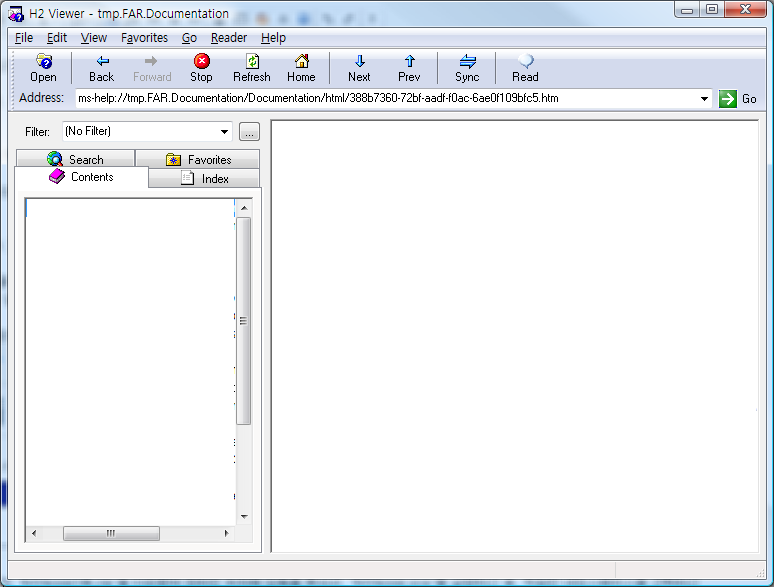 H2 Viewer - tmp.FAR.Documentation
File Edit View Favorites Go Reader Help
Open Back Forward Stop Refresh Home Next Prev Sync Read
Address: ms-help://tmp.FAR.Documentation/Documentation/html/388b7360-72bf-aadf-f0ac-6ae0f109bfc5.htm Go
Filter: (No Filter) ...
Search Favorites
Contents Index